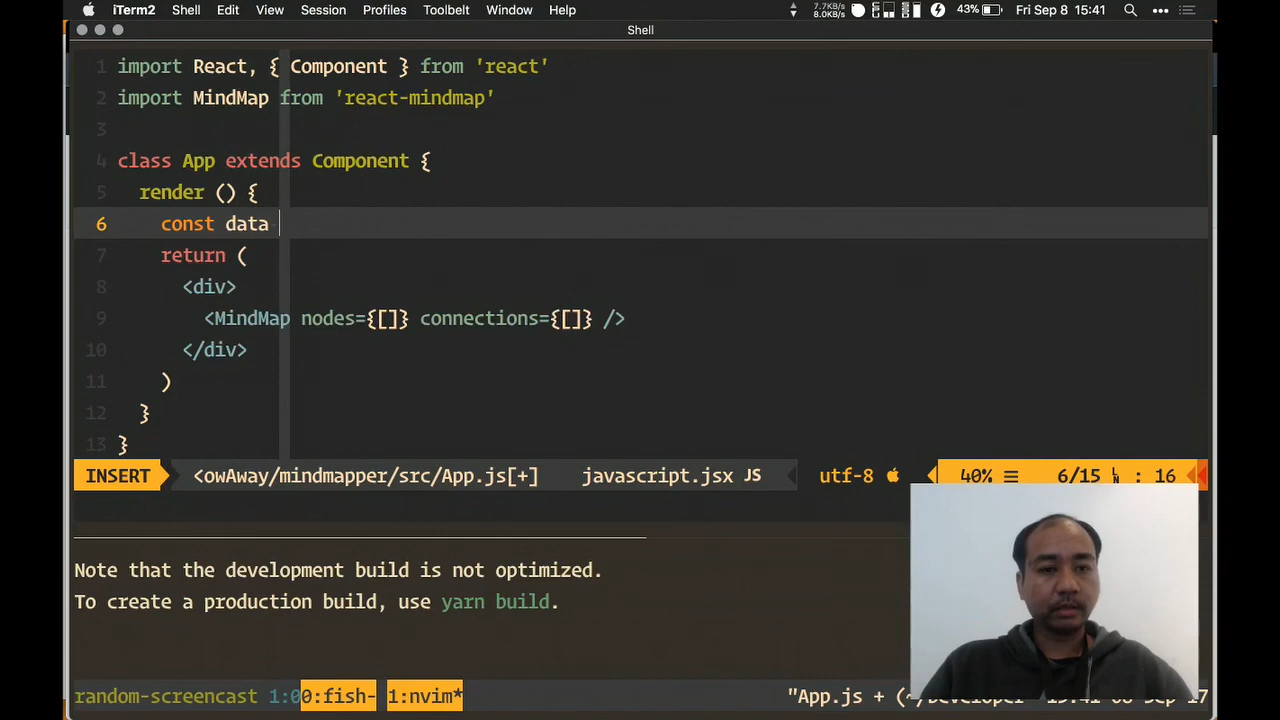 iTerm2 Shell Edit View Session Profiles Toolbelt Window Help 7.7KB/s 8.0KB/s 43% Fri Sep 8 15:41
Shell
1 import React, { Component } from 'react'
2 import MindMap from 'react-mindmap'
3
4 class App extends Component {
5 render () {
6 const data
7 return (
8 <div>
9 <MindMap nodes={[]} connections={[]} />
10 </div>
11 )
12 }
13 }
INSERT <owAway/mindmapper/src/App.js[+] javascript.jsx JS utf-8 40% ☰ 6/15 LN : 16
Note that the development build is not optimized.
To create a production build, use yarn build.
random-screencast 1:00:fish- 1:nvim* "App.js + (~/Developer